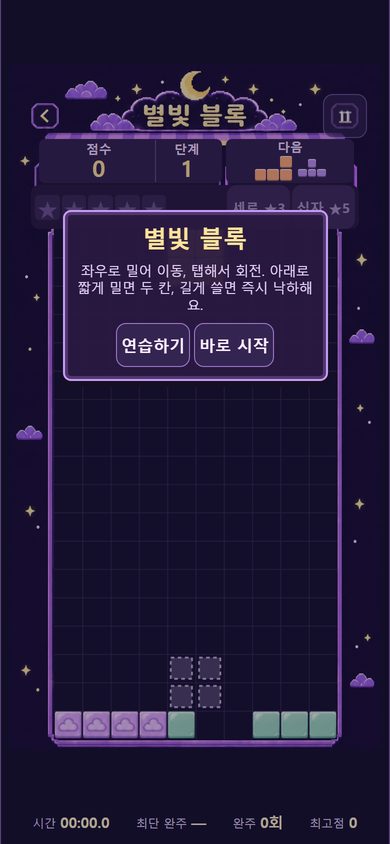 별빛 블록
점수 단계 다음
0 1
세로 ★3 십자 ★5
별빛 블록
좌우로 밀어 이동, 탭해서 회전. 아래로
짧게 밀면 두 칸, 길게 쓸면 즉시 낙하해
요.
연습하기 바로 시작
시간 00:00.0 최단 완주 — 완주 0회 최고점 0